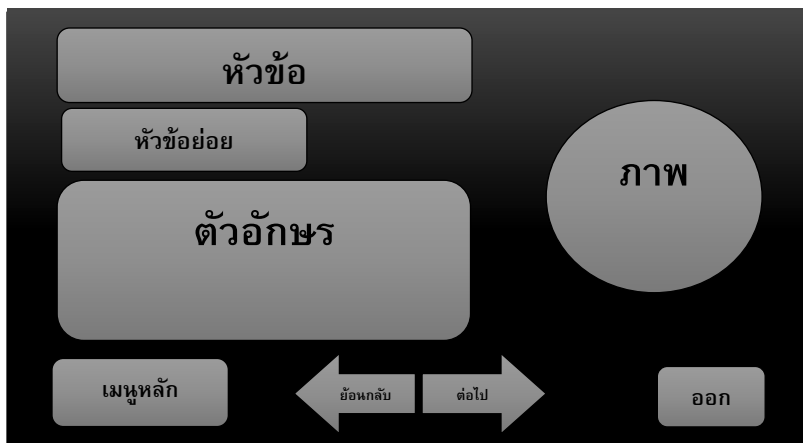 หัวข้อ
หัวข้อย่อย
ภาพ
ตัวอักษร
เมนูหลัก
ย้อนกลับ
ต่อไป
ออก